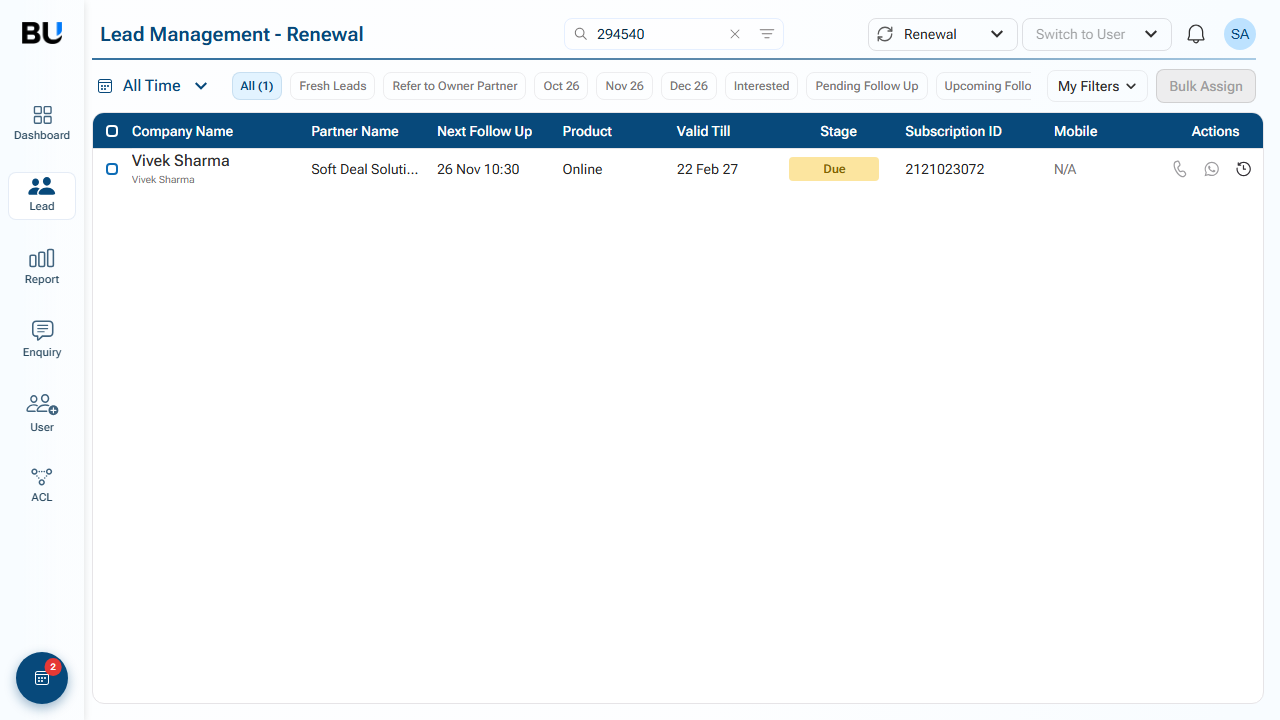 BU
Lead Management - Renewal
294540
Renewal
Switch to User
SA
All Time
All (1)
Fresh Leads
Refer to Owner Partner
Oct 26
Nov 26
Dec 26
Interested
Pending Follow Up
Upcoming Follo
My Filters
Bulk Assign
Company Name
Partner Name
Next Follow Up
Product
Valid Till
Stage
Subscription ID
Mobile
Actions
Vivek Sharma
Vivek Sharma
Soft Deal Soluti...
26 Nov 10:30
Online
22 Feb 27
Due
2121023072
N/A
Dashboard
Lead
Report
Enquiry
User
ACL
2